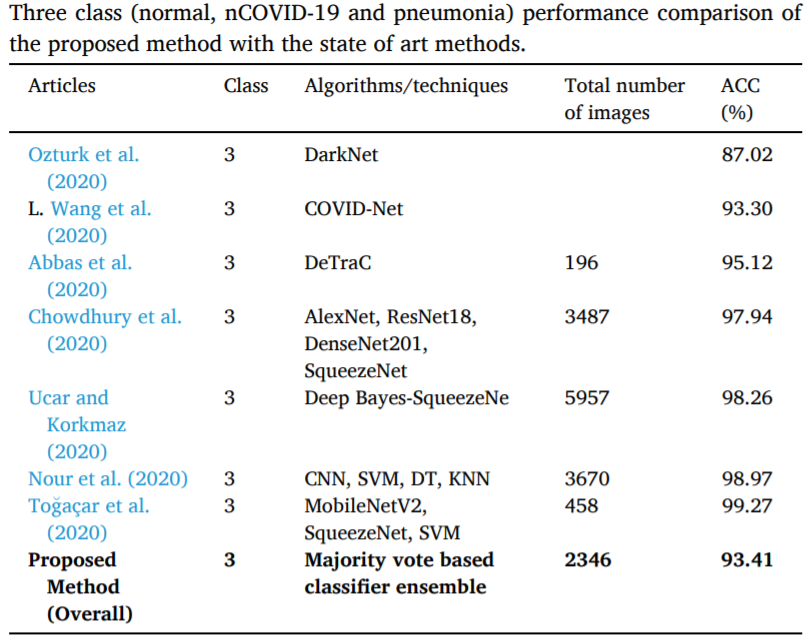 Three class (normal, nCOVID-19 and pneumonia) performance comparison of
the proposed method with the state of art methods.
Articles Class Algorithms/techniques Total number of images ACC (%)
Ozturk et al. (2020) 3 DarkNet 87.02
L. Wang et al. (2020) 3 COVID-Net 93.30
Abbas et al. (2020) 3 DeTraC 196 95.12
Chowdhury et al. (2020) 3 AlexNet, ResNet18, DenseNet201, SqueezeNet 3487 97.94
Ucar and Korkmaz (2020) 3 Deep Bayes-SqueezeNe 5957 98.26
Nour et al. (2020) 3 CNN, SVM, DT, KNN 3670 98.97
Toğaçar et al. (2020) 3 MobileNetV2, SqueezeNet, SVM 458 99.27
Proposed Method (Overall) 3 Majority vote based classifier ensemble 2346 93.41